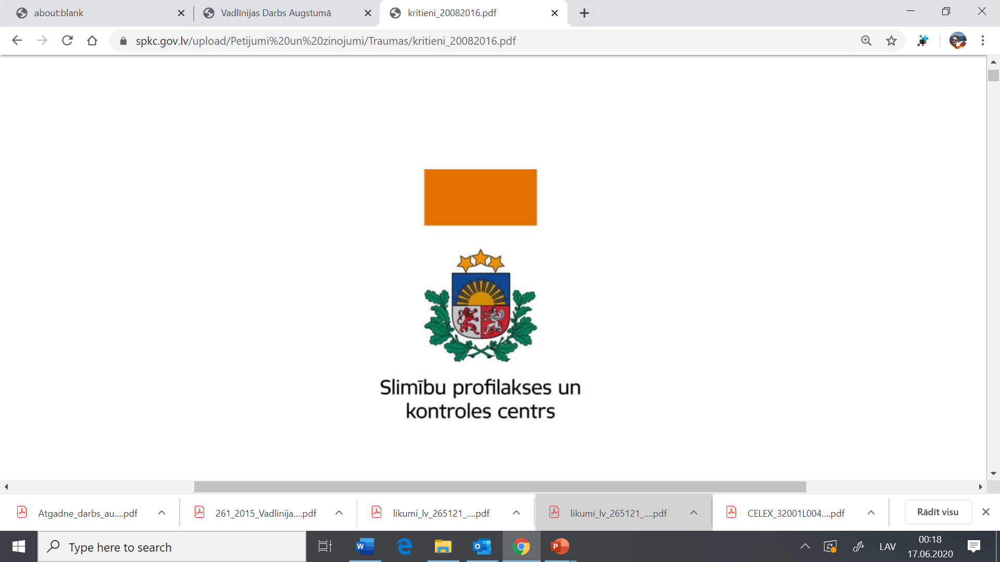 about:blank
Vadlīnijas Darbs Augstumā
kritieni_20082016.pdf
spkc.gov.lv/upload/Petijumi%20un%20zinojumi/Traumas/kritieni_20082016.pdf
Slimību profilakses un
kontroles centrs
Atgadne_darbs_au....pdf
261_2015_Vadlinija....pdf
likumi_lv_265121_....pdf
likumi_lv_265121_....pdf
CELEX_32001L004....pdf
Rādīt visu
Type here to search
LAV
00:18
17.06.2020